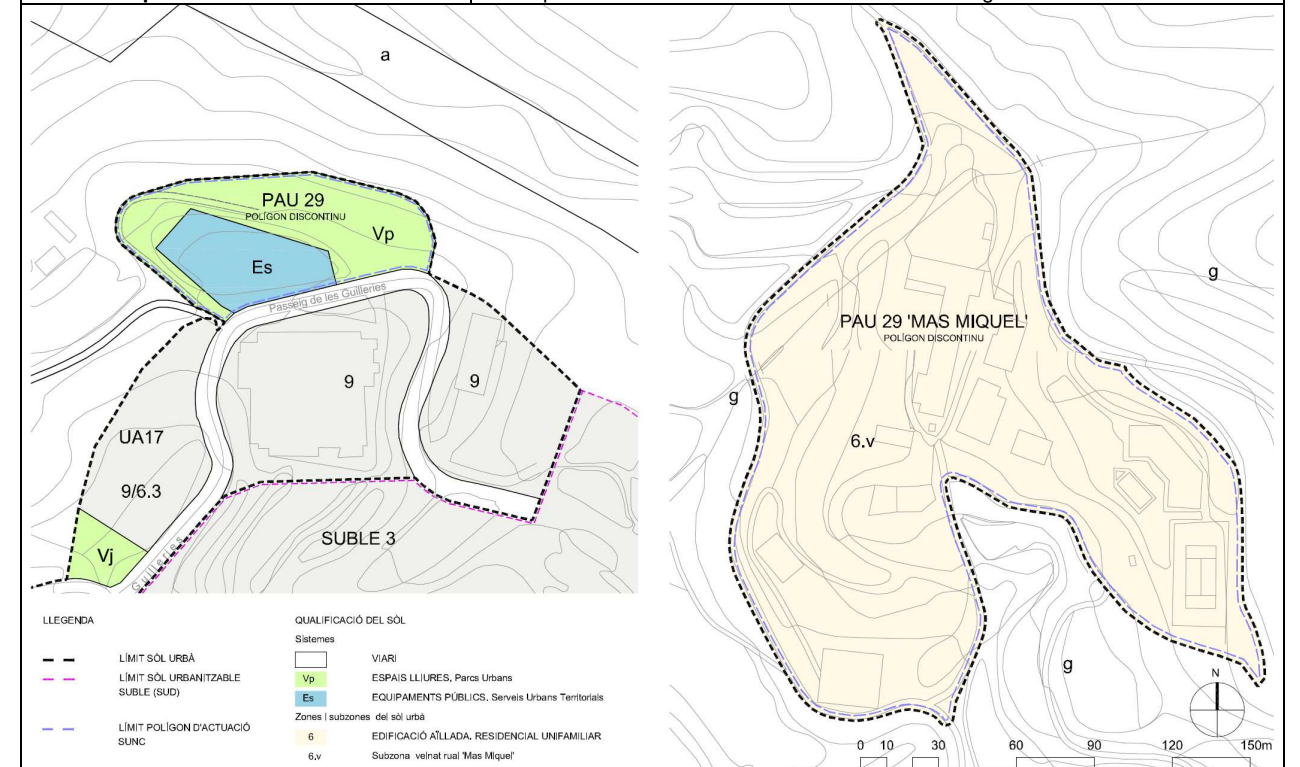 a
PAU 29
POLÍGON DISCONTINU
Vp
Es
Passeig de les Guilleries
9
9
UA17
9/6.3
Vj
Guilleries
SUBLE 3
g
PAU 29 'MAS MIQUEL'
POLÍGON DISCONTINU
g
6.v
g
N
0 10 30 60 90 120 150m
LLEGENDA
LÍMIT SÒL URBÀ
LÍMIT SÒL URBANITZABLE
SUBLE (SUD)
LÍMIT POLÍGON D'ACTUACIÓ
SUNC
QUALIFICACIÓ DEL SÒL
Sistemes
VIARI
Vp ESPAIS LLIURES, Parcs Urbans
Es EQUIPAMENTS PÚBLICS. Serveis Urbans Territorials
Zones i subzones del sòl urbà
6 EDIFICACIÓ AÏLLADA. RESIDENCIAL UNIFAMILIAR
6.v Subzona veïnat rual 'Mas Miquel'